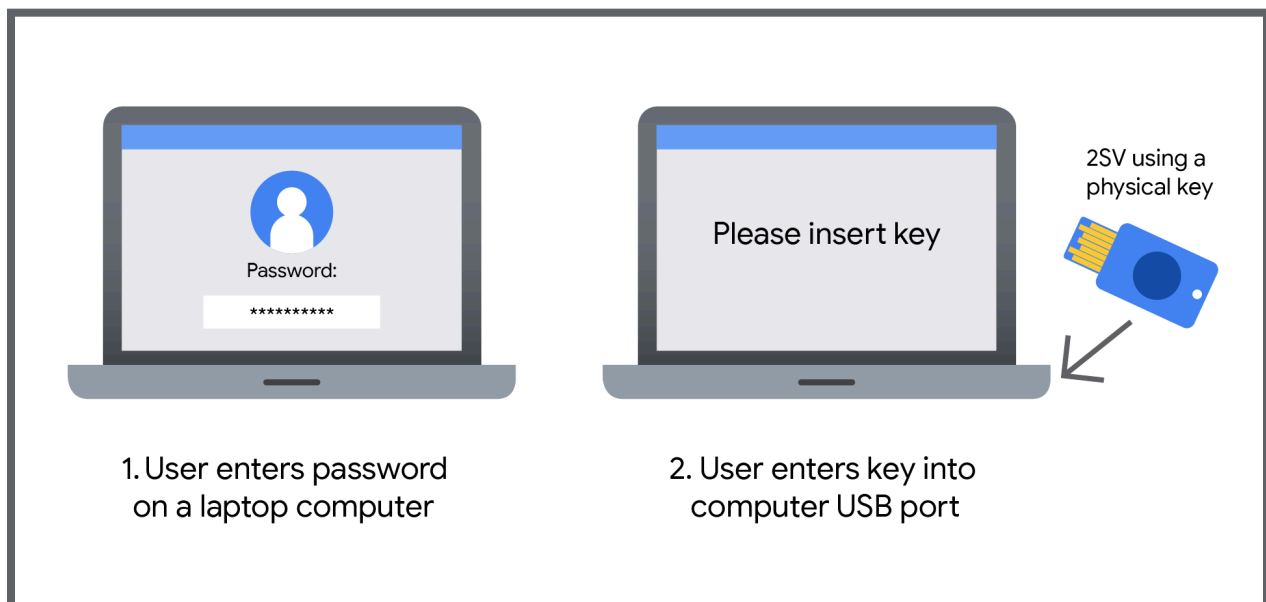 Password:
**********
1. User enters password
on a laptop computer
Please insert key
2SV using a
physical key
2. User enters key into
computer USB port